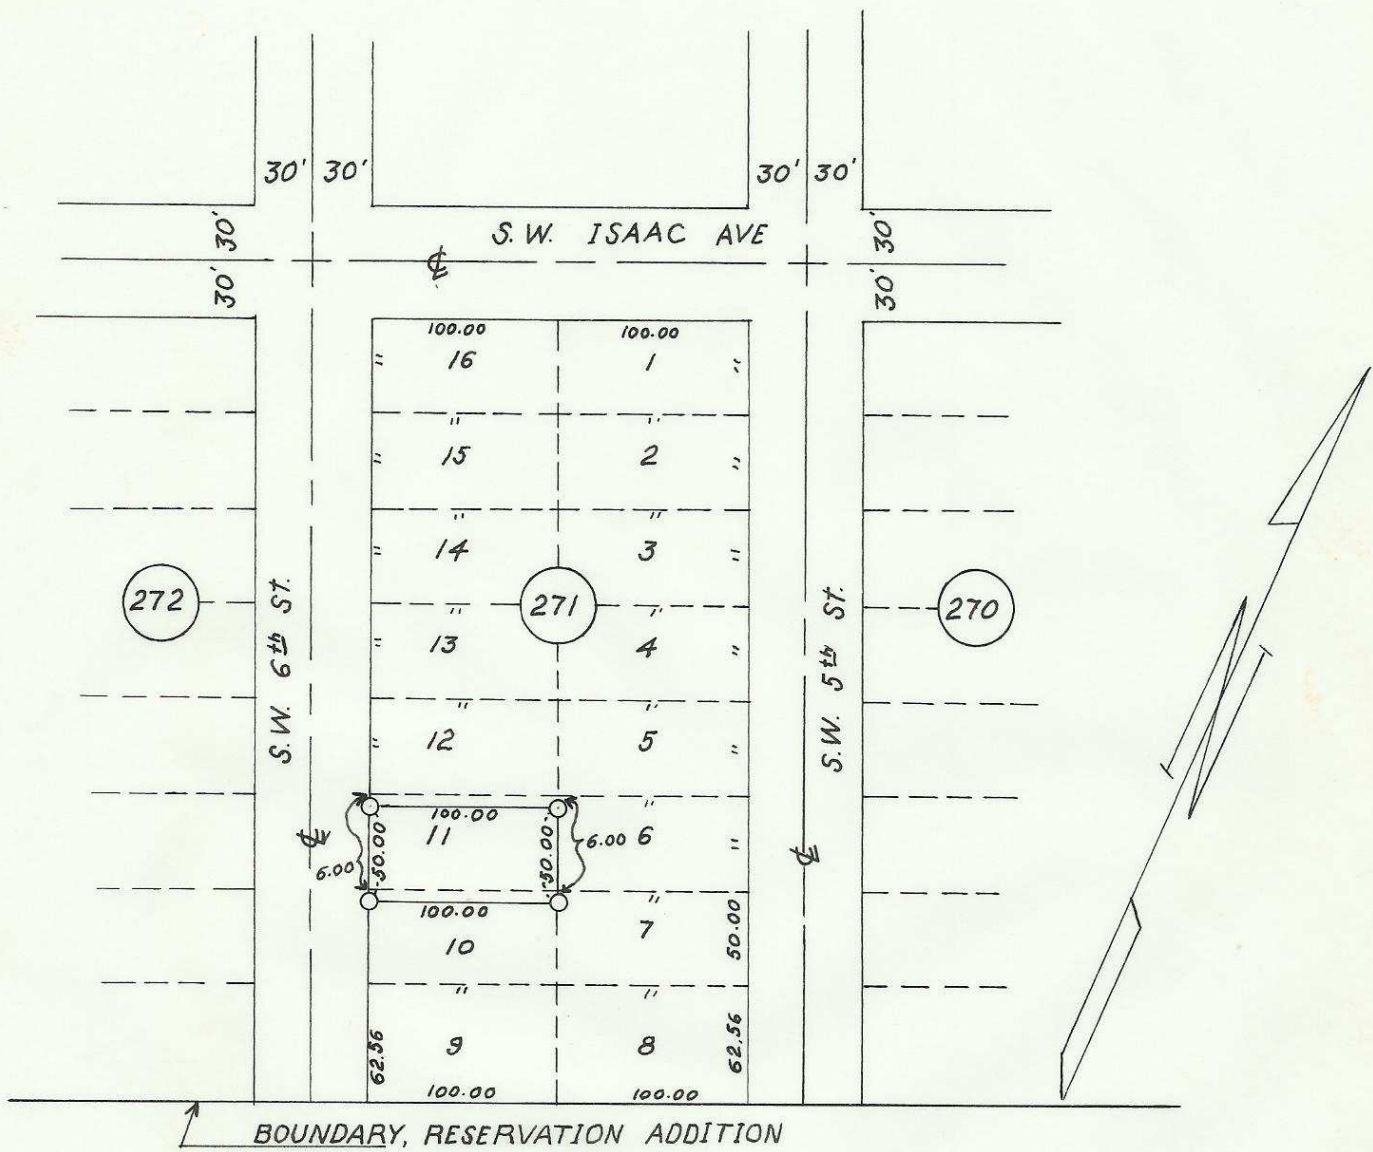 30' 30'
30' 30'
30'
30'
S. W. ISAAC AVE
30'
30'
100.00 100.00
" 16 1 "
" "
" 15 2 "
" "
" 14 3 "
272 271 270
" "
S.W. 6th ST.
S.W. 5th ST.
" 13 4 "
" "
" 12 5 "
"
100.00
11 50.00 50.00 6.00 6 "
6.00
"
100.00
10 7 50.00
" "
62.56 9 8 62.56
100.00 100.00
BOUNDARY, RESERVATION ADDITION